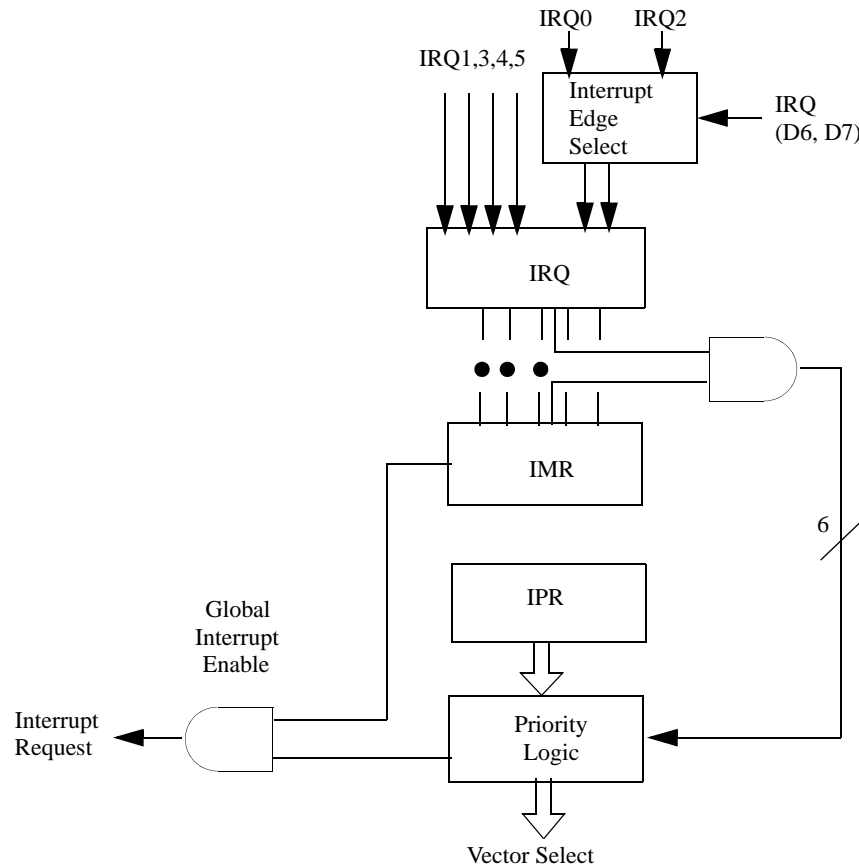 IRQ0
IRQ2
IRQ1,3,4,5
Interrupt
Edge
Select
IRQ
(D6, D7)
IRQ
IMR
6
IPR
Global
Interrupt
Enable
Interrupt
Request
Priority
Logic
Vector Select